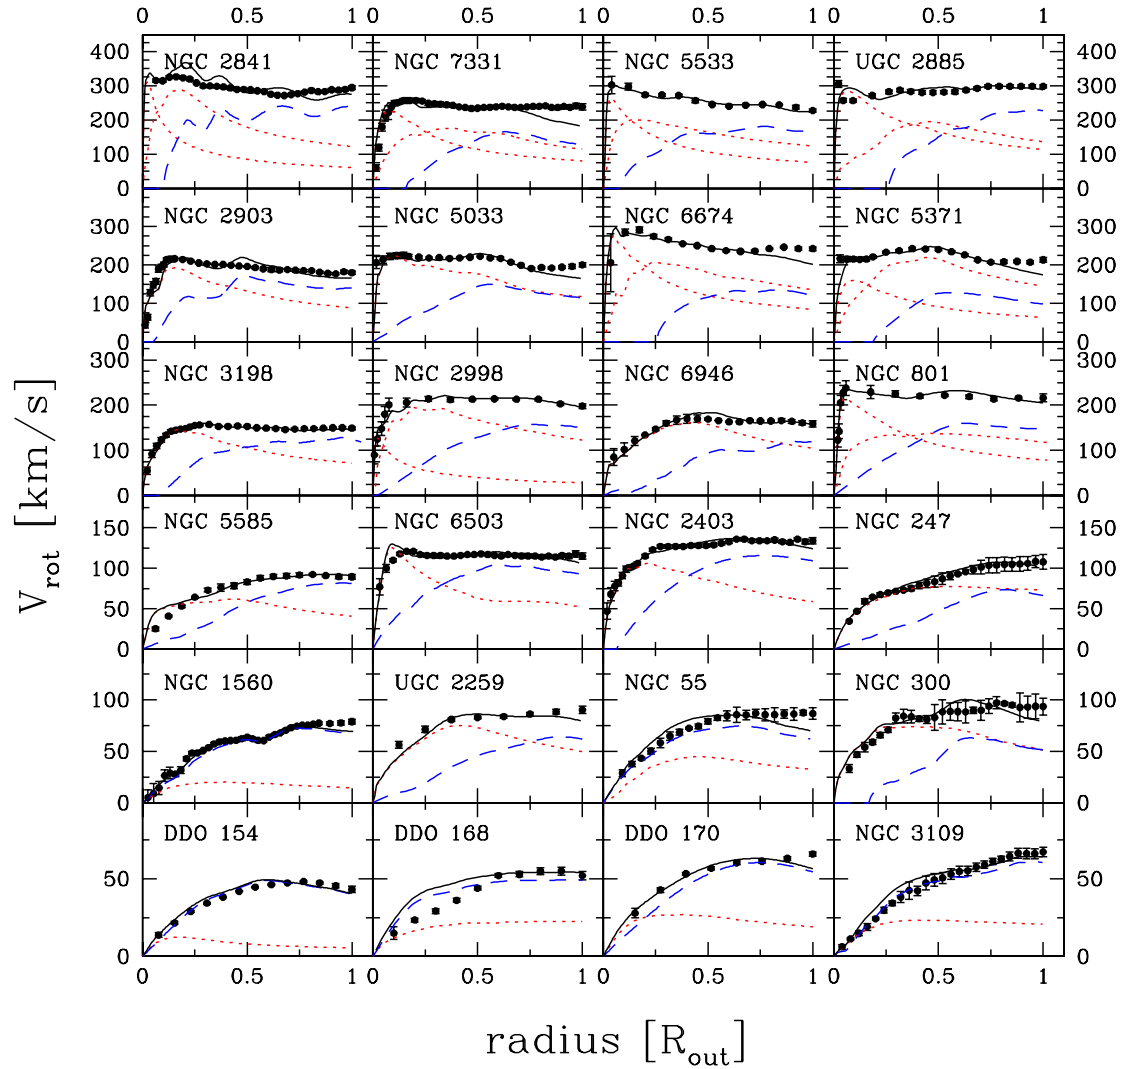 0 0.5 1 0 0.5 1 0 0.5 1 0 0.5 1
400 NGC 2841 NGC 7331 NGC 5533 UGC 2885 400
300 300
200 200
100 100
0 0
NGC 2903 NGC 5033 NGC 6674 NGC 5371
300 300
200 200
100 100
0 0
NGC 3198 NGC 2998 NGC 6946 NGC 801
300 300
200 200
100 100
0 0
NGC 5585 NGC 6503 NGC 2403 NGC 247
150 150
100 100
50 50
0 0
NGC 1560 UGC 2259 NGC 55 NGC 300
100 100
50 50
0 0
DDO 154 DDO 168 DDO 170 NGC 3109
50 50
0 0
0 0.5 1 0 0.5 1 0 0.5 1 0 0.5 1
Vrot [km/s]
radius [Rout]